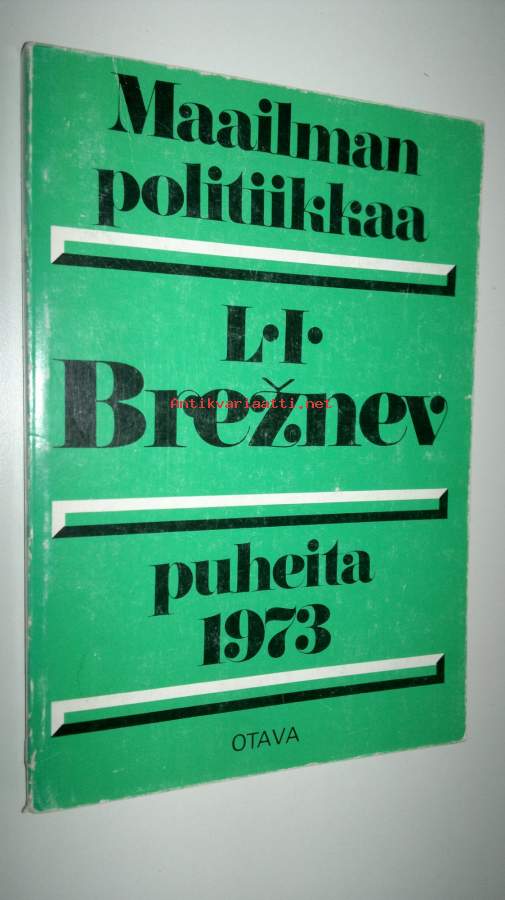 Maailman
politiikkaa
L·I·
Brežnev
Antikvariaatti.net
puheita
1973
OTAVA